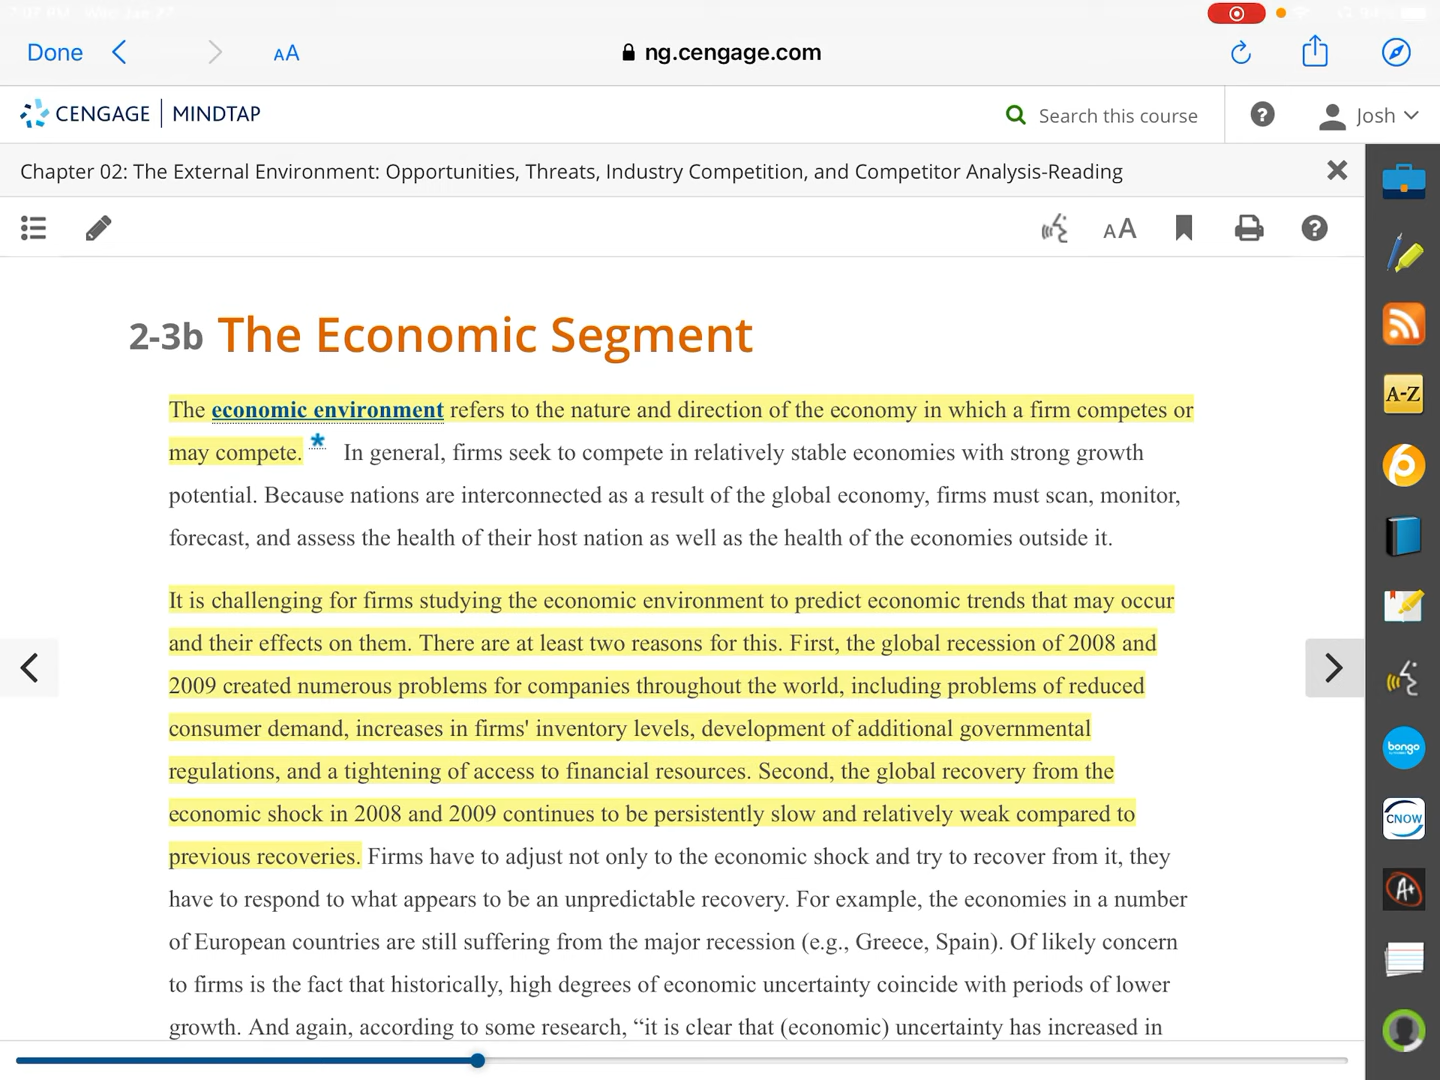 Done
AA
ng.cengage.com
CENGAGE | MINDTAP
Search this course
?
Josh
Chapter 02: The External Environment: Opportunities, Threats, Industry Competition, and Competitor Analysis-Reading
AA
?
A-Z
2-3b The Economic Segment
The economic environment refers to the nature and direction of the economy in which a firm competes or
may compete. * In general, firms seek to compete in relatively stable economies with strong growth
potential. Because nations are interconnected as a result of the global economy, firms must scan, monitor,
forecast, and assess the health of their host nation as well as the health of the economies outside it.
It is challenging for firms studying the economic environment to predict economic trends that may occur
and their effects on them. There are at least two reasons for this. First, the global recession of 2008 and
2009 created numerous problems for companies throughout the world, including problems of reduced
consumer demand, increases in firms' inventory levels, development of additional governmental
regulations, and a tightening of access to financial resources. Second, the global recovery from the
economic shock in 2008 and 2009 continues to be persistently slow and relatively weak compared to
previous recoveries. Firms have to adjust not only to the economic shock and try to recover from it, they
have to respond to what appears to be an unpredictable recovery. For example, the economies in a number
of European countries are still suffering from the major recession (e.g., Greece, Spain). Of likely concern
to firms is the fact that historically, high degrees of economic uncertainty coincide with periods of lower
growth. And again, according to some research, “it is clear that (economic) uncertainty has increased in
bongo
CNOW
A+